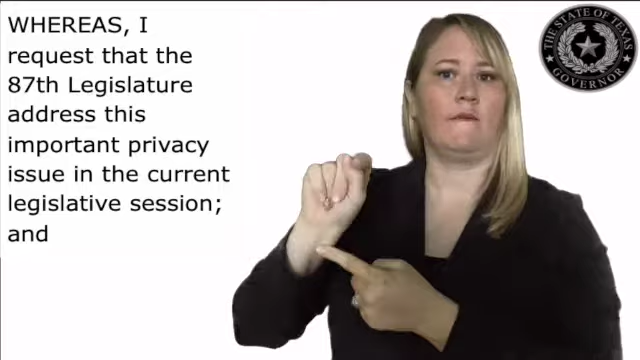 WHEREAS, I
request that the
87th Legislature
address this
important privacy
issue in the current
legislative session;
and
THE STATE OF TEXAS
GOVERNOR